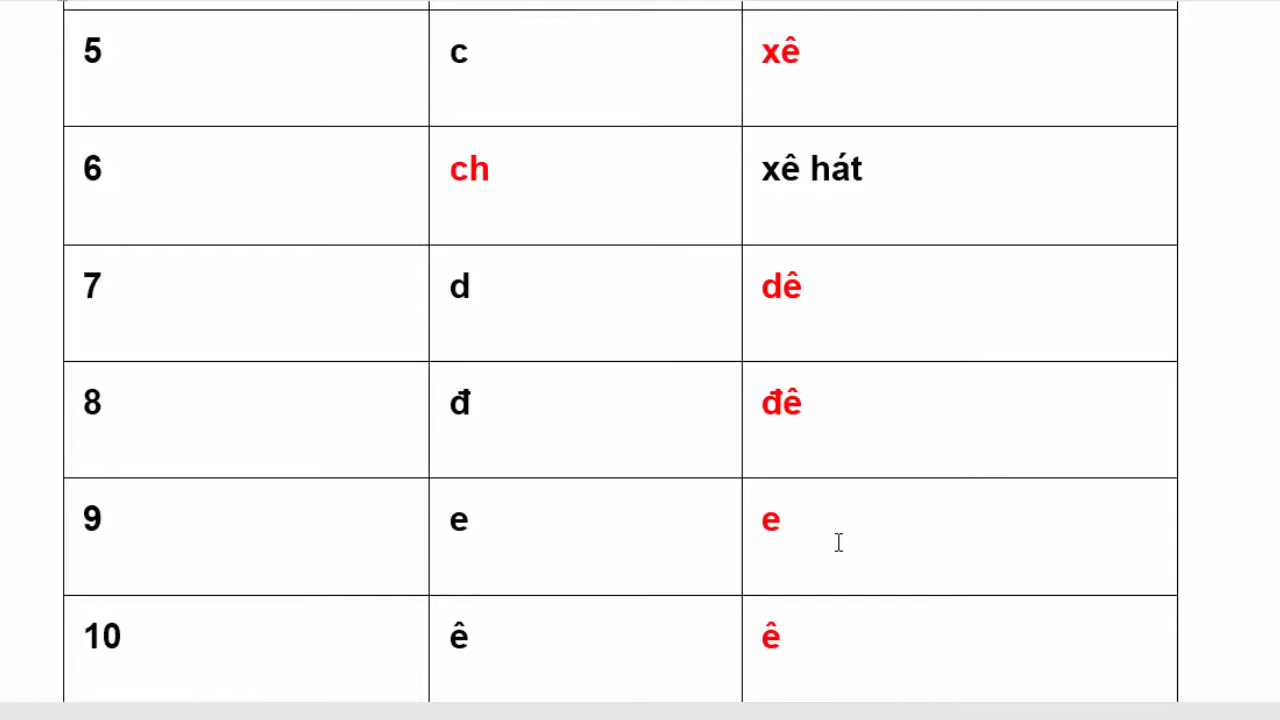 5 c xê
6 ch xê hát
7 d dê
8 đ đê
9 e e
10 ê ê